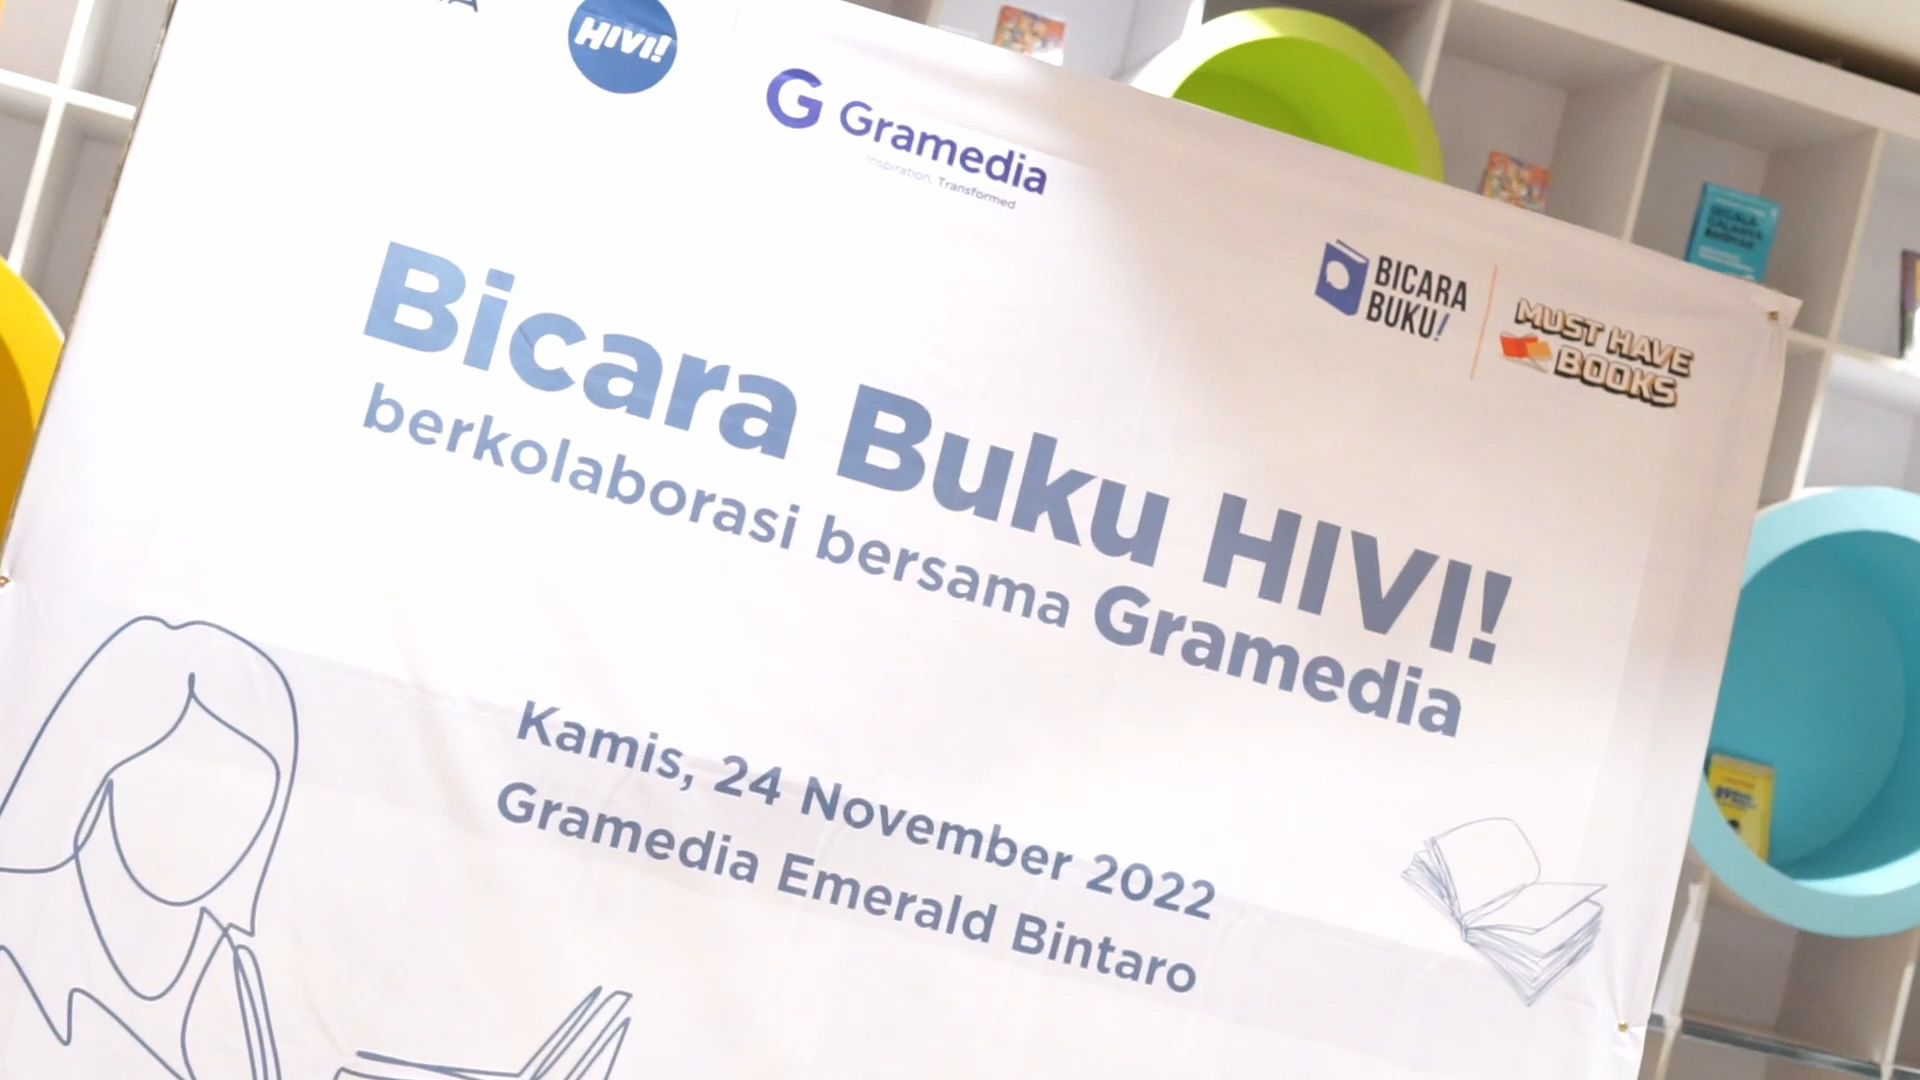 HIVI!
G Gramedia
Inspiration. Transformed
BICARA
BUKU!
MUST HAVE
BOOKS
Bicara Buku HIVI!
berkolaborasi bersama Gramedia
Kamis, 24 November 2022
Gramedia Emerald Bintaro